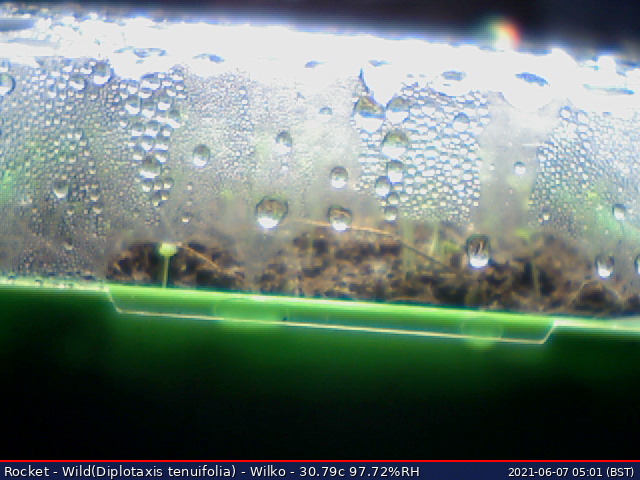 Rocket - Wild(Diplotaxis tenuifolia) - Wilko - 30.79c 97.72%RH 2021-06-07 05:01 (BST)